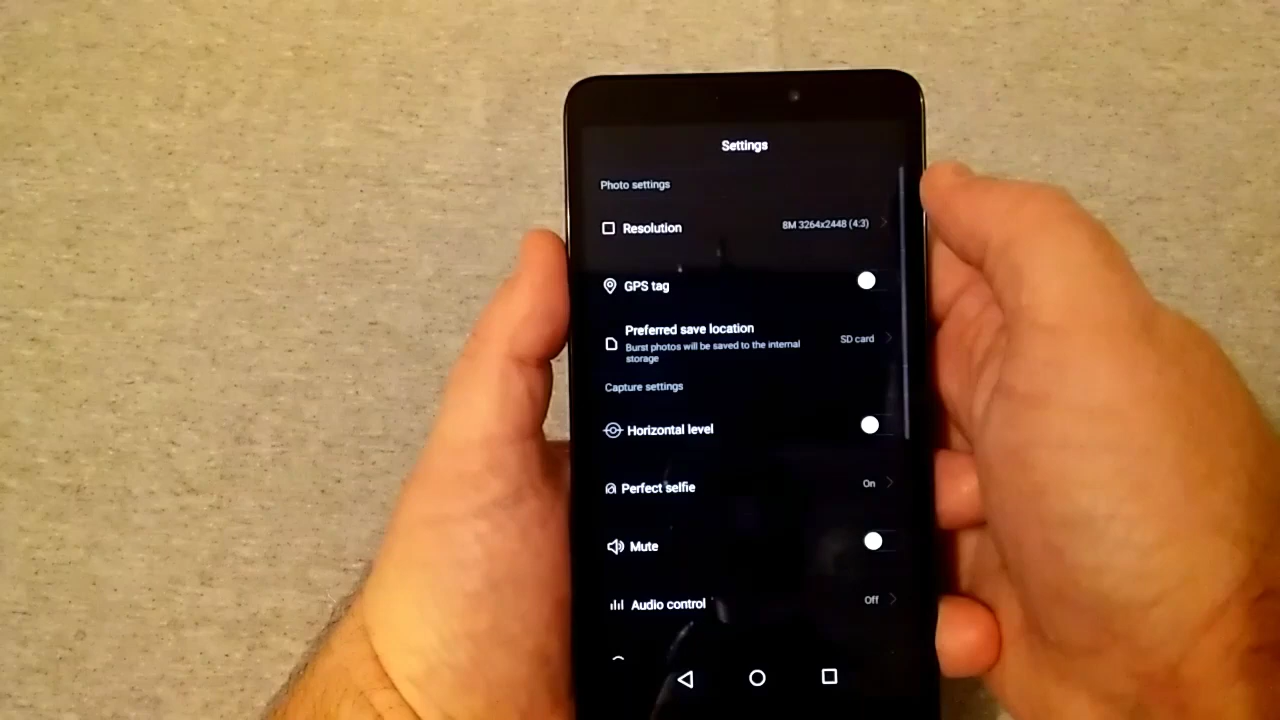 Settings
Photo settings
Resolution 8M 3264x2448 (4:3)
GPS tag
Preferred save location
Burst photos will be saved to the internal
storage
SD card
Capture settings
Horizontal level
Perfect selfie On
Mute
Audio control Off